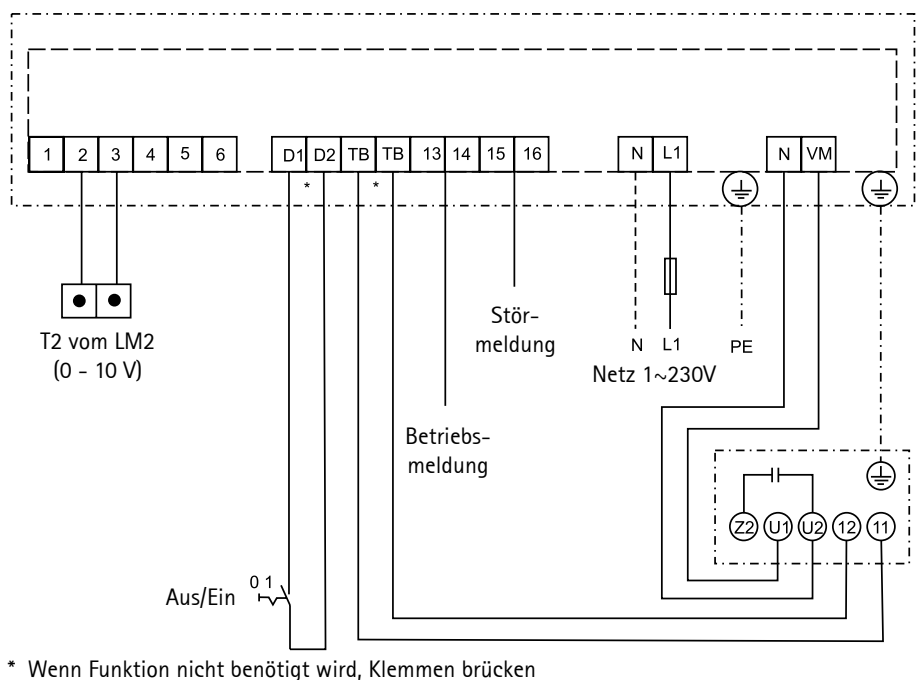 1 2 3 4 5 6 D1 D2 TB TB 13 14 15 16 N L1 N VM
* *
T2 vom LM2
(0 - 10 V)
Stör-
meldung
N L1 PE
Netz 1~230V
Betriebs-
meldung
Z2 U1 U2 12 11
0 1
Aus/Ein
* Wenn Funktion nicht benötigt wird, Klemmen brücken